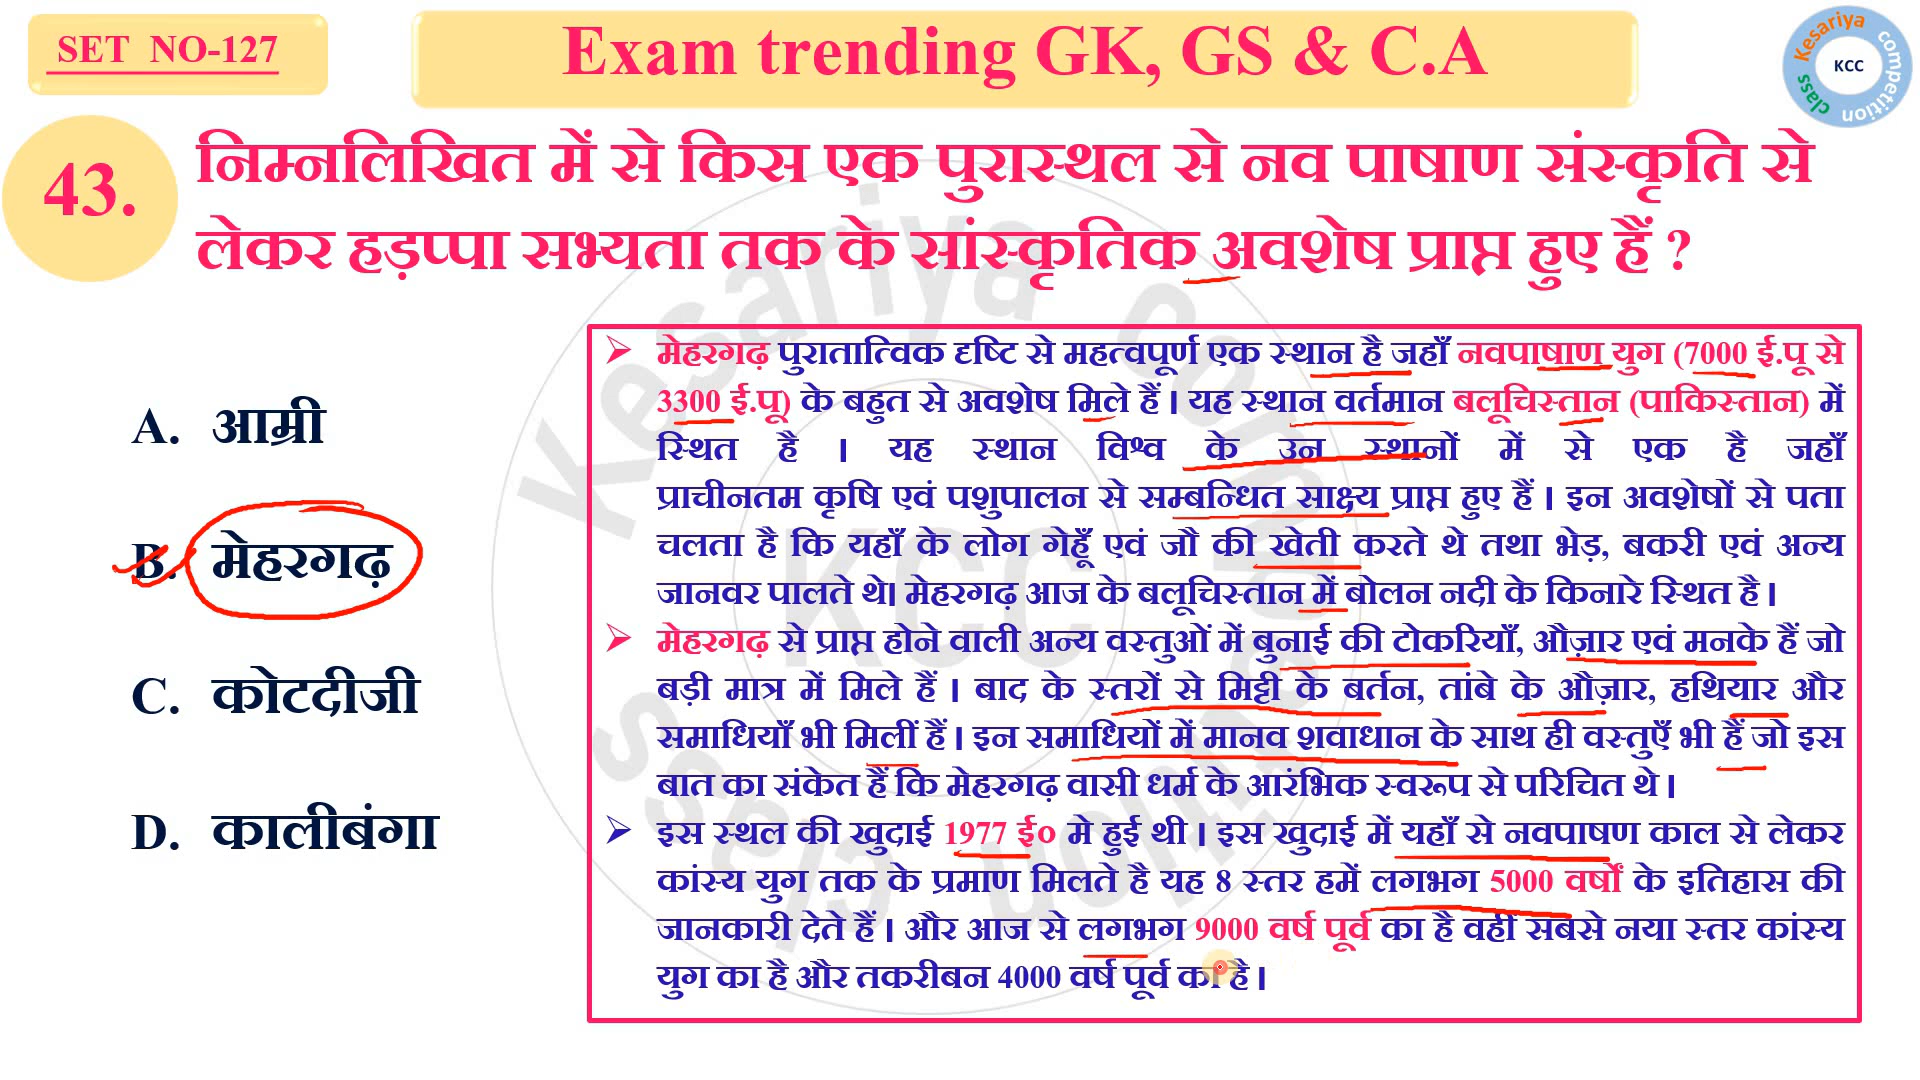 SET NO-127
Exam trending GK, GS & C.A
Kesariya competition class
KCC
43.
निम्नलिखित में से किस एक पुरास्थल से नव पाषाण संस्कृति से
लेकर हड़प्पा सभ्यता तक के सांस्कृतिक अवशेष प्राप्त हुए हैं ?
A. आम्री
B. मेहरगढ़
C. कोटदीजी
D. कालीबंगा
➢ मेहरगढ़ पुरातात्विक दृष्टि से महत्वपूर्ण एक स्थान है जहाँ नवपाषाण युग (7000 ई.पू से
3300 ई.पू) के बहुत से अवशेष मिले हैं । यह स्थान वर्तमान बलूचिस्तान (पाकिस्तान) में
स्थित है । यह स्थान विश्व के उन स्थानों में से एक है जहाँ
प्राचीनतम कृषि एवं पशुपालन से सम्बन्धित साक्ष्य प्राप्त हुए हैं । इन अवशेषों से पता
चलता है कि यहाँ के लोग गेहूँ एवं जौ की खेती करते थे तथा भेड़, बकरी एवं अन्य
जानवर पालते थे। मेहरगढ़ आज के बलूचिस्तान में बोलन नदी के किनारे स्थित है ।
➢ मेहरगढ़ से प्राप्त होने वाली अन्य वस्तुओं में बुनाई की टोकरियाँ, औज़ार एवं मनके हैं जो
बड़ी मात्र में मिले हैं । बाद के स्तरों से मिट्टी के बर्तन, तांबे के औज़ार, हथियार और
समाधियाँ भी मिलीं हैं । इन समाधियों में मानव शवाधान के साथ ही वस्तुएँ भी हैं जो इस
बात का संकेत हैं कि मेहरगढ़ वासी धर्म के आरंभिक स्वरूप से परिचित थे ।
➢ इस स्थल की खुदाई 1977 ई० मे हुई थी । इस खुदाई में यहाँ से नवपाषण काल से लेकर
कांस्य युग तक के प्रमाण मिलते है यह 8 स्तर हमें लगभग 5000 वर्षों के इतिहास की
जानकारी देते हैं । और आज से लगभग 9000 वर्ष पूर्व का है वहीं सबसे नया स्तर कांस्य
युग का है और तकरीबन 4000 वर्ष पूर्व का है ।
Kesariya competition class
KCC